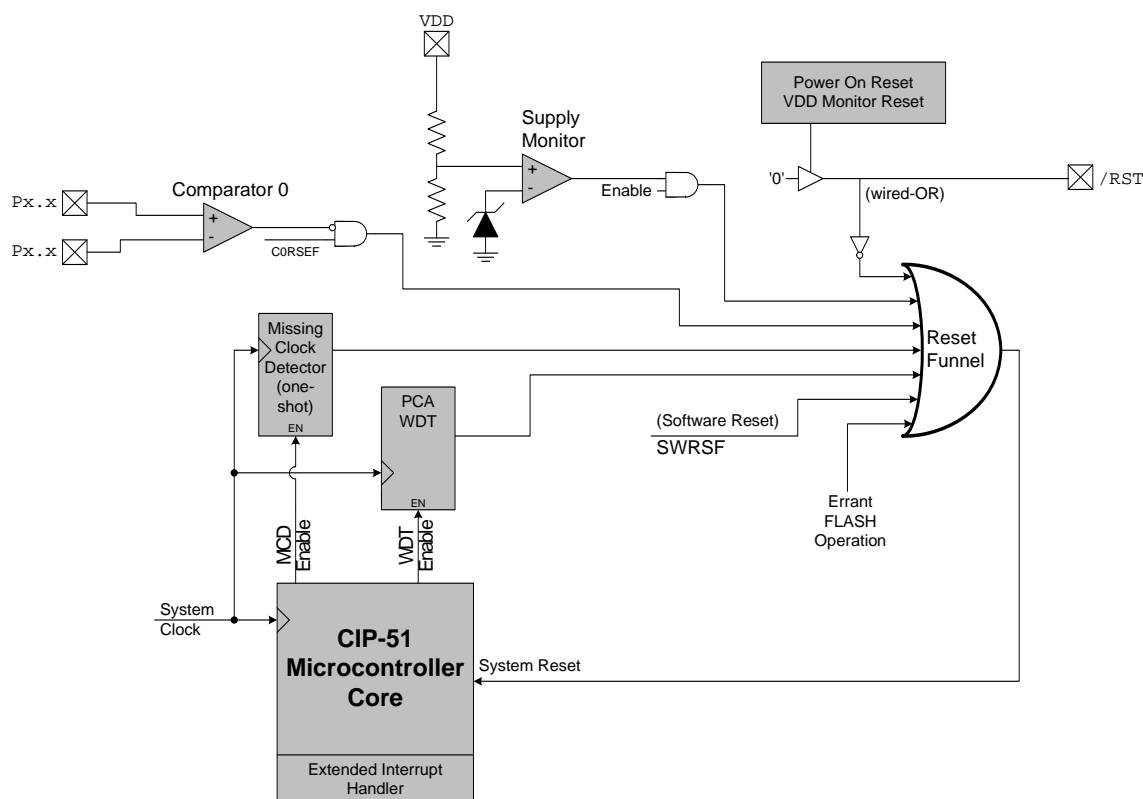 VDD
Power On Reset
VDD Monitor Reset
Supply
Monitor
+
-
Enable
'0'
/RST
(wired-OR)
Comparator 0
Px.x
+
-
Px.x
C0RSEF
Missing
Clock
Detector
(one-
shot)
EN
PCA
WDT
EN
Reset
Funnel
(Software Reset)
SWRSF
Errant
FLASH
Operation
MCD
Enable
WDT
Enable
System
Clock
CIP-51
Microcontroller
Core
System Reset
Extended Interrupt
Handler